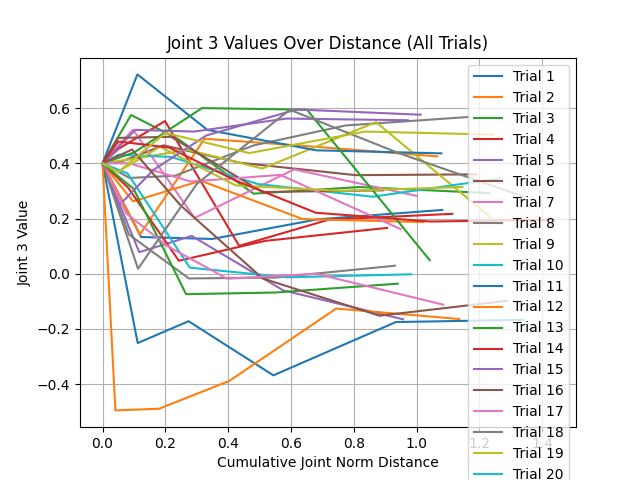 Joint 3 Values Over Distance (All Trials)
Joint 3 Value
0.6
0.4
0.2
0.0
−0.2
−0.4
0.0 0.2 0.4 0.6 0.8 1.0 1.2 1.4
Cumulative Joint Norm Distance
Trial 1
Trial 2
Trial 3
Trial 4
Trial 5
Trial 6
Trial 7
Trial 8
Trial 9
Trial 10
Trial 11
Trial 12
Trial 13
Trial 14
Trial 15
Trial 16
Trial 17
Trial 18
Trial 19
Trial 20